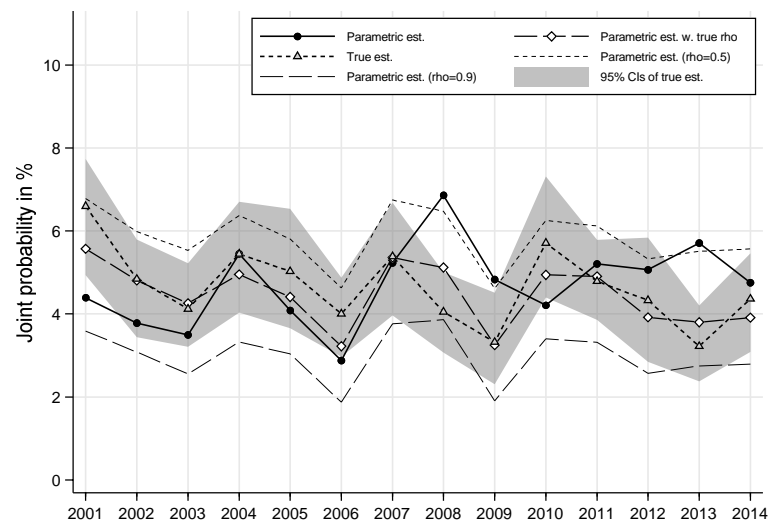 Parametric est.
Parametric est. w. true rho
True est.
Parametric est. (rho=0.5)
Parametric est. (rho=0.9)
95% CIs of true est.
Joint probability in %
10
8
6
4
2
0
2001 2002 2003 2004 2005 2006 2007 2008 2009 2010 2011 2012 2013 2014